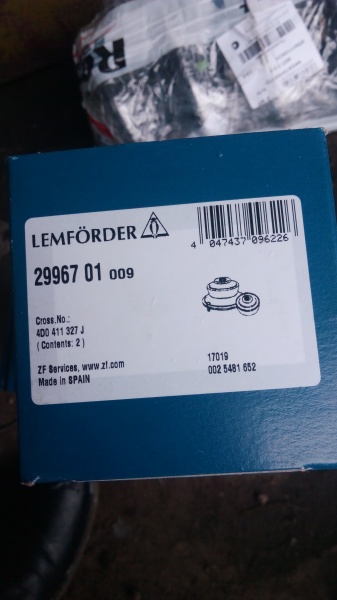 LEMFÖRDER
4 047437 096226
29967 01 009
Cross.No.:
4D0 411 327 J
( Contents: 2 )
ZF Services, www.zf.com
Made in SPAIN
17019
002 5481 652